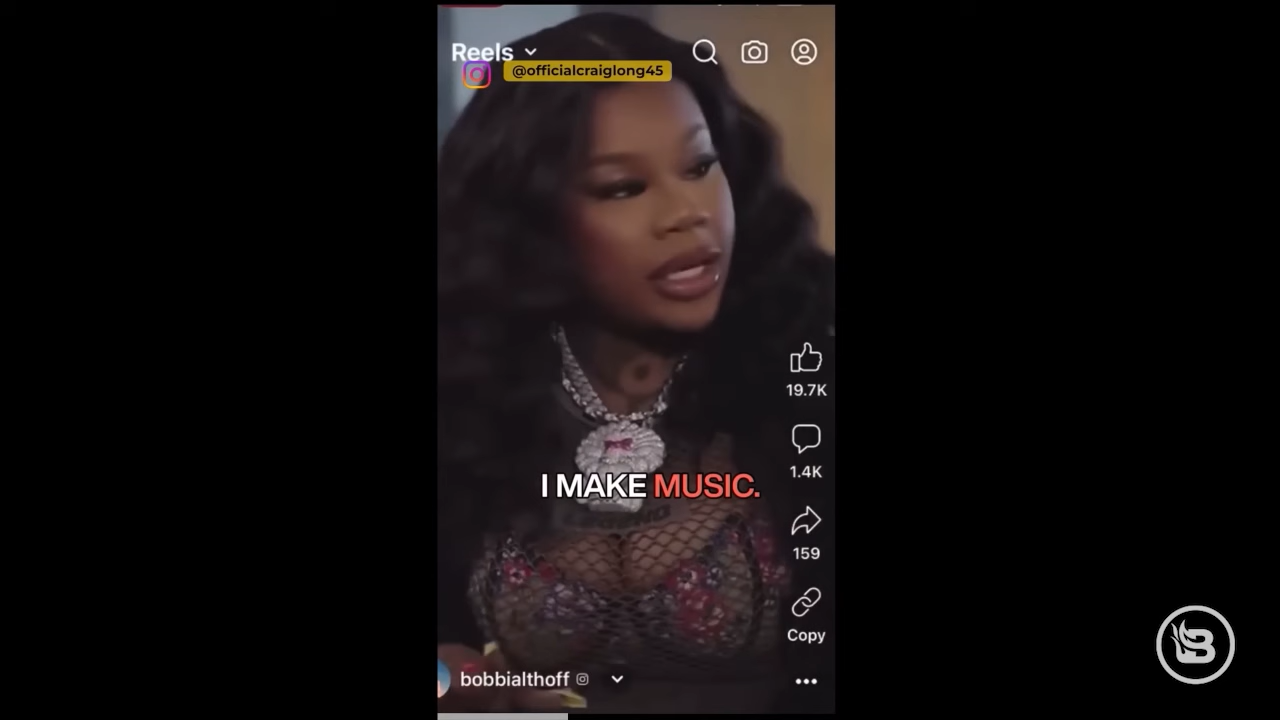 Reels
@officialcraiglong45
19.7K
1.4K
I MAKE MUSIC.
159
Copy
bobbialthoff